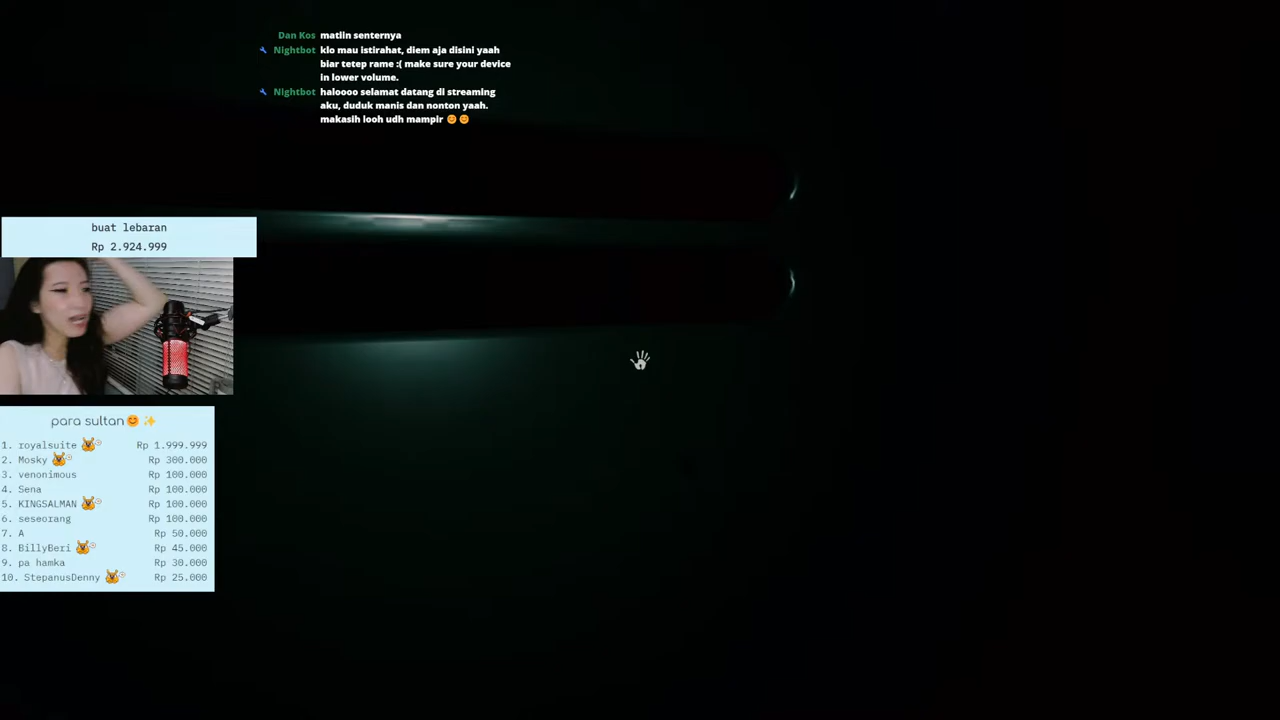 Dan Kos matiin senternya
Nightbot klo mau istirahat, diem aja disini yaah
biar tetep rame :( make sure your device
in lower volume.
Nightbot haloooo selamat datang di streaming
aku, duduk manis dan nonton yaah.
makasih looh udh mampir 😊 😊
buat lebaran
Rp 2.924.999
para sultan😊 ✨
1. royalsuite Rp 1.999.999
2. Mosky Rp 300.000
3. venonimous Rp 100.000
4. Sena Rp 100.000
5. KINGSALMAN Rp 100.000
6. seseorang Rp 100.000
7. A Rp 50.000
8. BillyBeri Rp 45.000
9. pa hamka Rp 30.000
10. StepanusDenny Rp 25.000